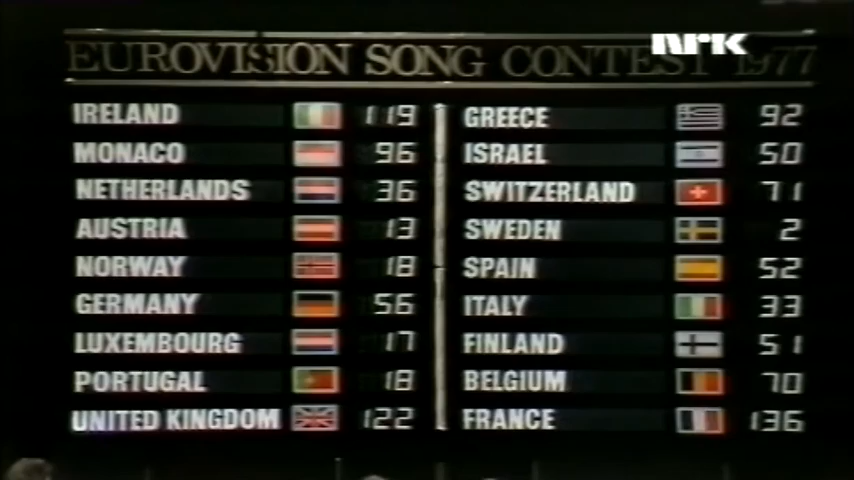 nrk
EUROVISION SONG CONTEST 1977
IRELAND 119 GREECE 92
MONACO 96 ISRAEL 50
NETHERLANDS 36 SWITZERLAND 71
AUSTRIA 13 SWEDEN 2
NORWAY 18 SPAIN 52
GERMANY 56 ITALY 33
LUXEMBOURG 17 FINLAND 51
PORTUGAL 18 BELGIUM 70
UNITED KINGDOM 122 FRANCE 136